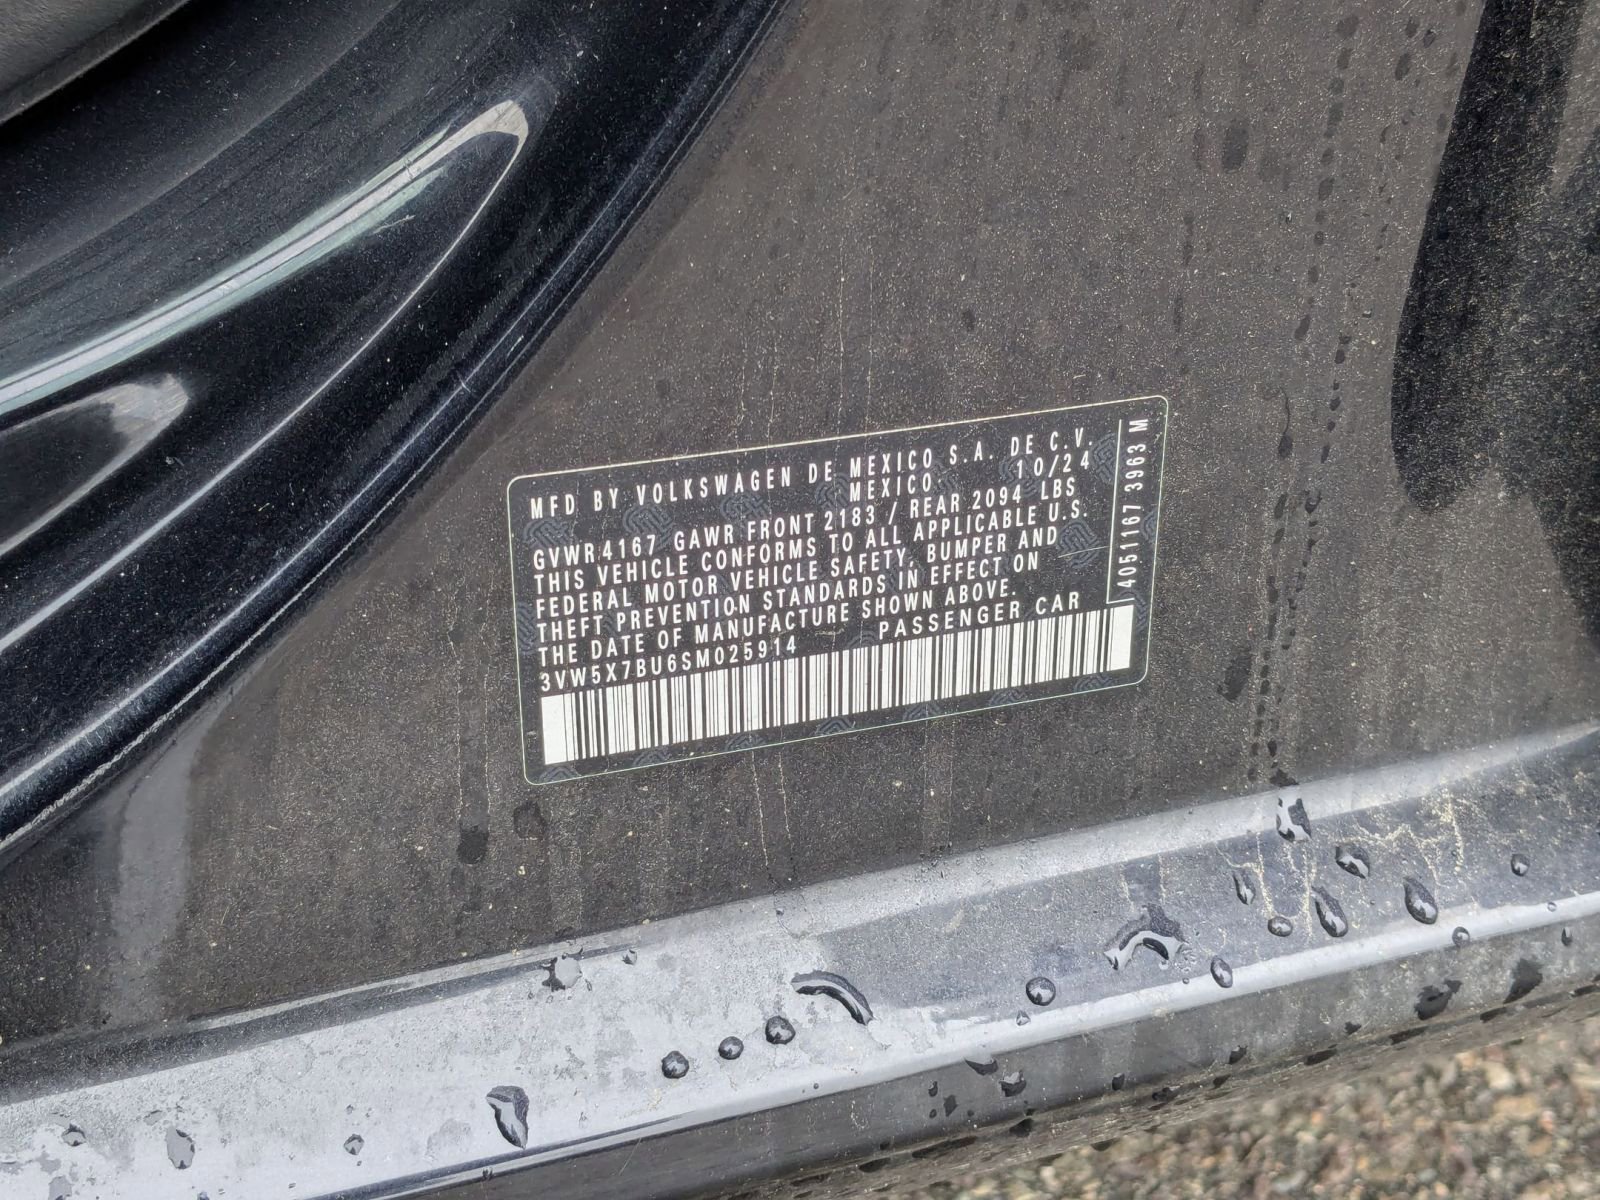 MFD BY VOLKSWAGEN DE MEXICO S.A. DE C.V.
MEXICO 10/24
GVWR 4167 GAWR FRONT 2183 / REAR 2094 LBS
THIS VEHICLE CONFORMS TO ALL APPLICABLE U.S.
FEDERAL MOTOR VEHICLE SAFETY, BUMPER AND
THEFT PREVENTION STANDARDS IN EFFECT ON
THE DATE OF MANUFACTURE SHOWN ABOVE.
3VW5X7BU6SM025914 PASSENGER CAR
4051167 3963 M